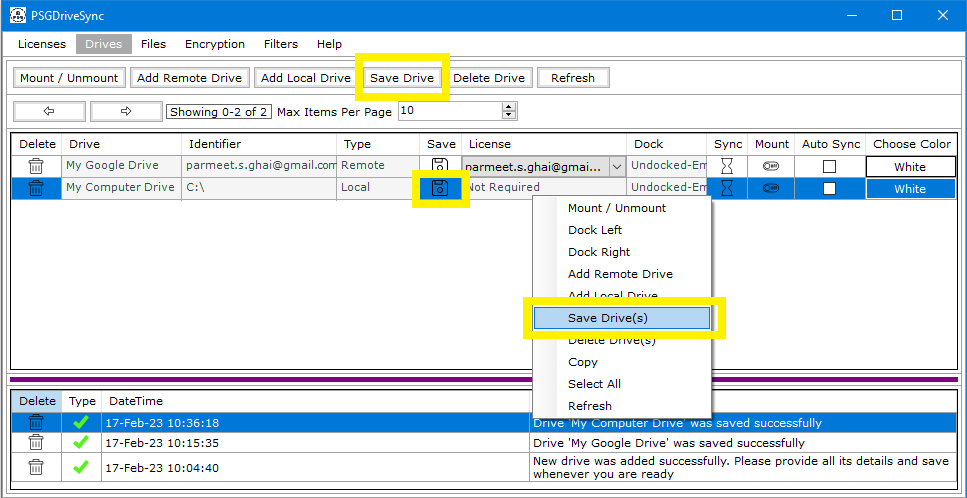 PSGDriveSync
Licenses Drives Files Encryption Filters Help
Mount / Unmount Add Remote Drive Add Local Drive Save Drive Delete Drive Refresh
Showing 0-2 of 2 Max Items Per Page 10
Delete Drive Identifier Type Save License Dock Sync Mount Auto Sync Choose Color
My Google Drive parmeet.s.ghai@gmail.com Remote parmeet.s.ghai@gmai... Undocked-Em Off White
My Computer Drive C:\ Local Not Required Undocked-Em Off White
Mount / Unmount
Dock Left
Dock Right
Add Remote Drive
Add Local Drive
Save Drive(s)
Delete Drive(s)
Copy
Select All
Refresh
Delete Type DateTime
17-Feb-23 10:36:18 Drive 'My Computer Drive' was saved successfully
17-Feb-23 10:15:35 Drive 'My Google Drive' was saved successfully
17-Feb-23 10:04:40 New drive was added successfully. Please provide all its details and save
whenever you are ready